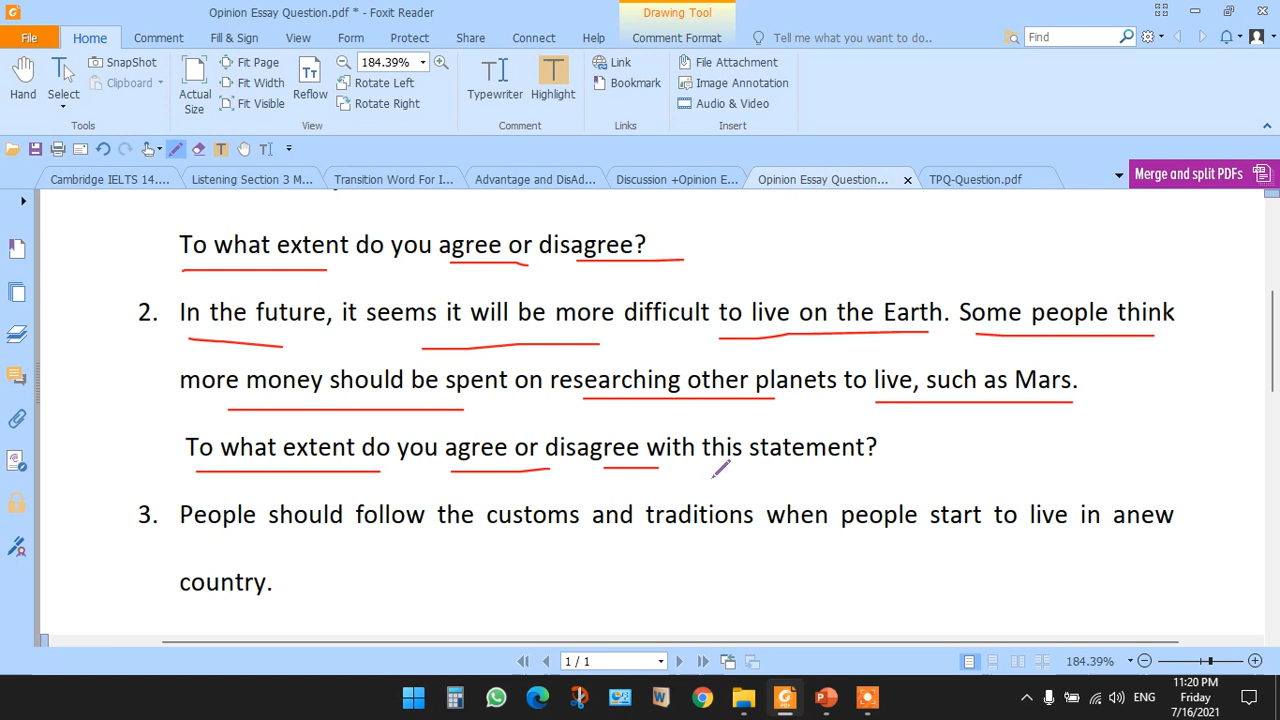 Opinion Essay Question.pdf * - Foxit Reader
Drawing Tool
File Home Comment Fill & Sign View Form Protect Share Connect Help Comment Format Tell me what you want to do.. Find
Hand
Select
SnapShot
Clipboard
Tools
Actual
Size
Fit Page
Fit Width
Fit Visible
Reflow
184.39%
Rotate Left
Rotate Right
View
Typewriter
Highlight
Comment
Link
Bookmark
Links
File Attachment
Image Annotation
Audio & Video
Insert
Cambridge IELTS 14.... Listening Section 3 M... Transition Word For I... Advantage and DisAd... Discussion +Opinion E... Opinion Essay Question... TPQ-Question.pdf Merge and split PDFs
To what extent do you agree or disagree?
2. In the future, it seems it will be more difficult to live on the Earth. Some people think
more money should be spent on researching other planets to live, such as Mars.
To what extent do you agree or disagree with this statement?
3. People should follow the customs and traditions when people start to live in anew
country.
1 / 1
184.39%
11:20 PM
ENG Friday
7/16/2021